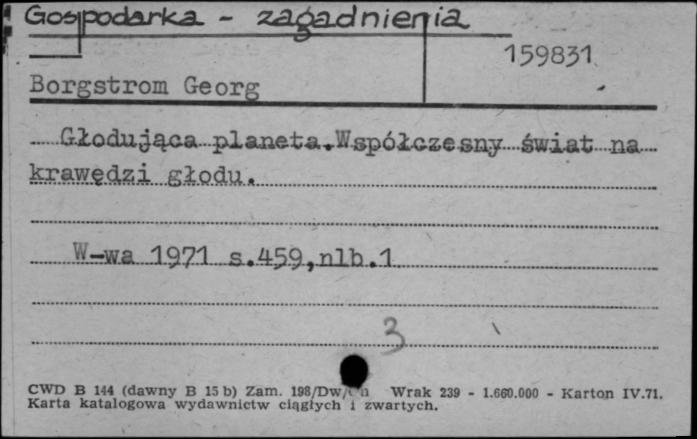 Gospodarka - zagadnienia
159831
Borgstrom Georg
Głodująca planeta.Współczesny świat na
krawędzi głodu.
W-wa 1971 s.459,nlb.1
3
CWD B 144 (dawny B 15 b) Zam. 198/Dw/ Wrak 239 - 1.660.000 - Karton IV.71.
Karta katalogowa wydawnictw ciągłych i zwartych.